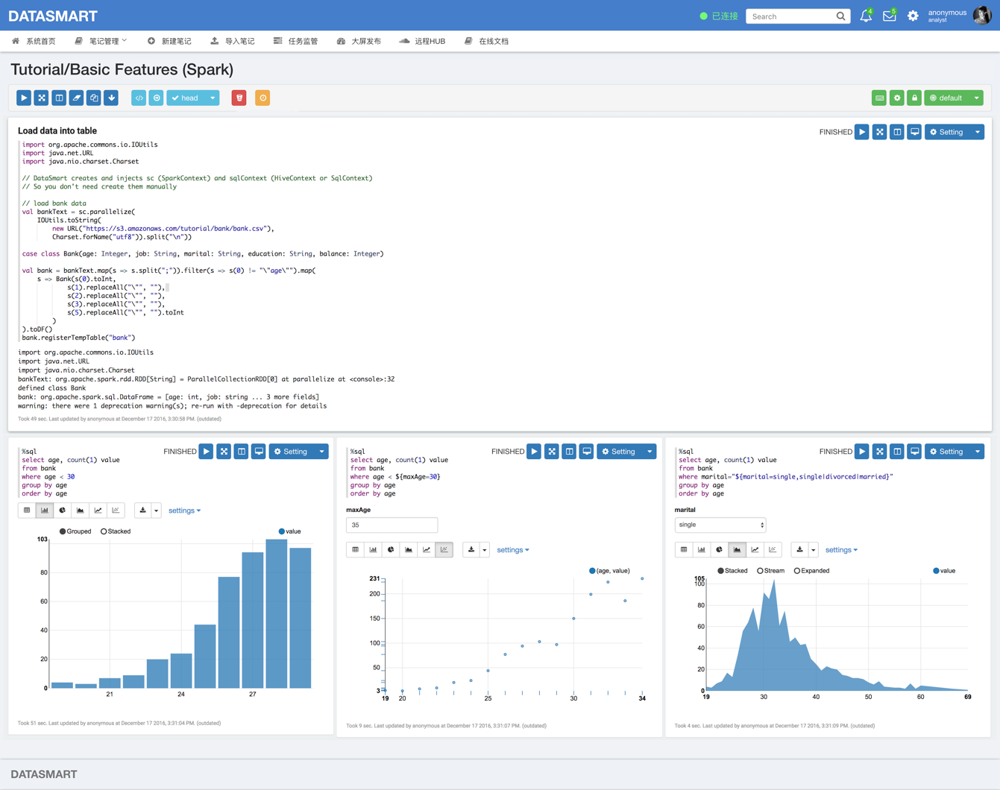 DATASMART
已连接
Search
4
5
anonymous
analyst
系统首页
笔记管理
新建笔记
导入笔记
任务监管
大屏发布
远程HUB
在线文档
Tutorial/Basic Features (Spark)
head
default
Load data into table
FINISHED
Setting
import org.apache.commons.io.IOUtils
import java.net.URL
import java.nio.charset.Charset
// DataSmart creates and injects sc (SparkContext) and sqlContext (HiveContext or SqlContext)
// So you don't need create them manually
// load bank data
val bankText = sc.parallelize(
IOUtils.toString(
new URL("https://s3.amazonaws.com/tutorial/bank/bank.csv"),
Charset.forName("utf8")).split("\n"))
case class Bank(age: Integer, job: String, marital: String, education: String, balance: Integer)
val bank = bankText.map(s => s.split(";")).filter(s => s(0) != "\"age\"").map(
s => Bank(s(0).toInt,
s(1).replaceAll("\"", ""),
s(2).replaceAll("\"", ""),
s(3).replaceAll("\"", ""),
s(5).replaceAll("\"", "").toInt
)
).toDF()
bank.registerTempTable("bank")
import org.apache.commons.io.IOUtils
import java.net.URL
import java.nio.charset.Charset
bankText: org.apache.spark.rdd.RDD[String] = ParallelCollectionRDD[0] at parallelize at <console>:32
defined class Bank
bank: org.apache.spark.sql.DataFrame = [age: int, job: string ... 3 more fields]
warning: there were 1 deprecation warning(s); re-run with -deprecation for details
Took 49 sec. Last updated by anonymous at December 17 2016, 3:30:58 PM. (outdated)
%sql
FINISHED
Setting
select age, count(1) value
from bank
where age < 30
group by age
order by age
settings
Grouped
Stacked
value
103
80
60
40
20
0
21
24
27
Took 51 sec. Last updated by anonymous at December 17 2016, 3:31:04 PM. (outdated)
%sql
FINISHED
Setting
select age, count(1) value
from bank
where age < ${maxAge=30}
group by age
order by age
maxAge
35
settings
(age, value)
231
200
150
100
50
3
19
20
25
30
34
Took 9 sec. Last updated by anonymous at December 17 2016, 3:31:07 PM. (outdated)
%sql
FINISHED
Setting
select age, count(1) value
from bank
where marital="${marital=single,single|divorced|married}"
group by age
order by age
marital
single
settings
Stacked
Stream
Expanded
value
105
100
80
60
40
20
0
19
30
40
50
60
69
Took 4 sec. Last updated by anonymous at December 17 2016, 3:31:09 PM. (outdated)
DATASMART